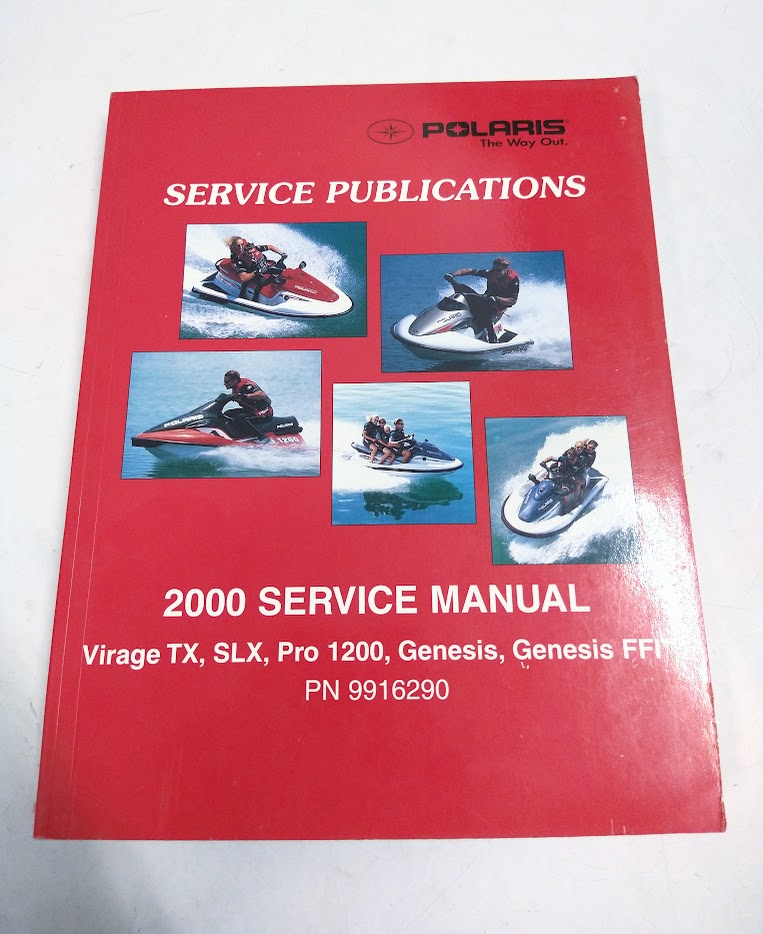 POLARIS
The Way Out.
SERVICE PUBLICATIONS
POLARIS
POLARIS
1200
2000 SERVICE MANUAL
Virage TX, SLX, Pro 1200, Genesis, Genesis FFI
PN 9916290